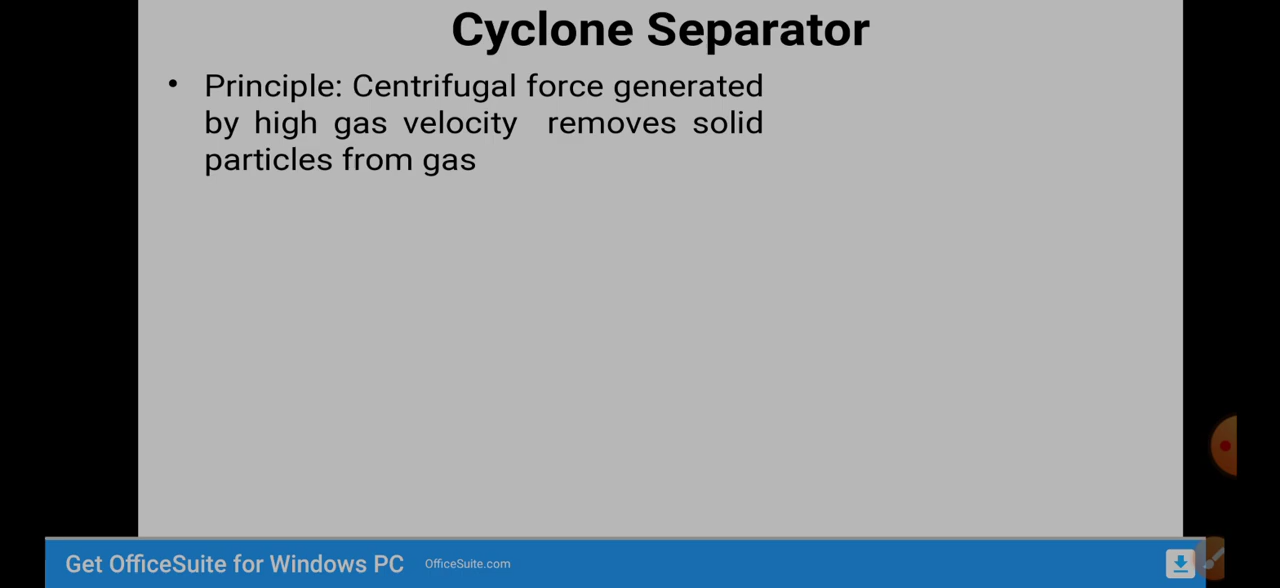 Cyclone Separator
• Principle: Centrifugal force generated
by high gas velocity removes solid
particles from gas
Get OfficeSuite for Windows PC OfficeSuite.com